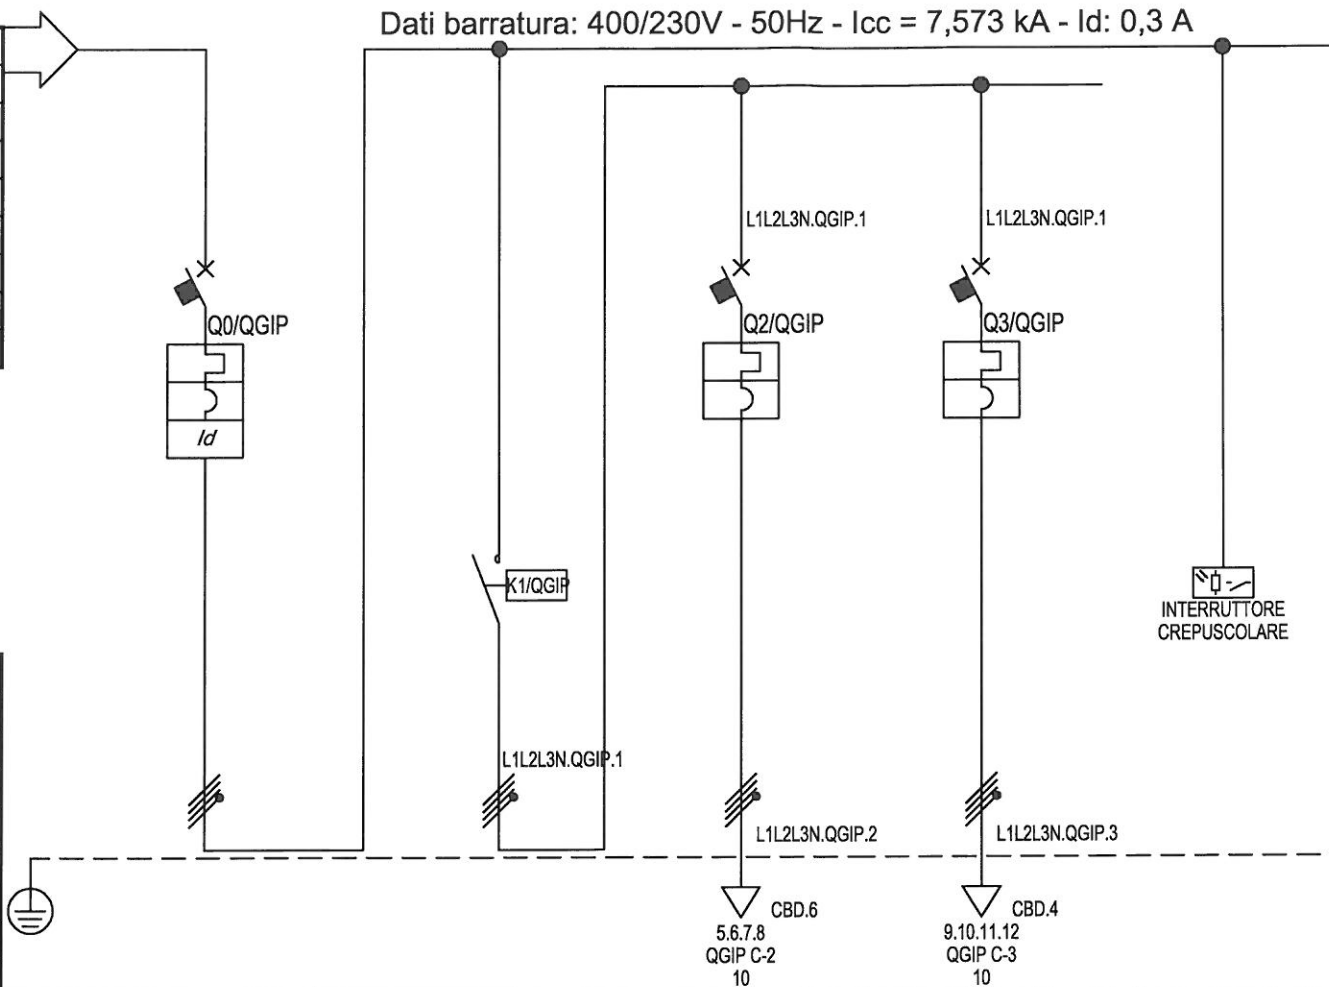 Dati barratura: 400/230V - 50Hz - Icc = 7,573 kA - Id: 0,3 A
L1L2L3N.QGIP.1
L1L2L3N.QGIP.1
Q0/QGIP
Q2/QGIP
Q3/QGIP
Id
K1/QGIP
INTERRUTTORE
CREPUSCOLARE
L1L2L3N.QGIP.1
L1L2L3N.QGIP.2
L1L2L3N.QGIP.3
CBD.6
5.6.7.8
QGIP C-2
10
CBD.4
9.10.11.12
QGIP C-3
10